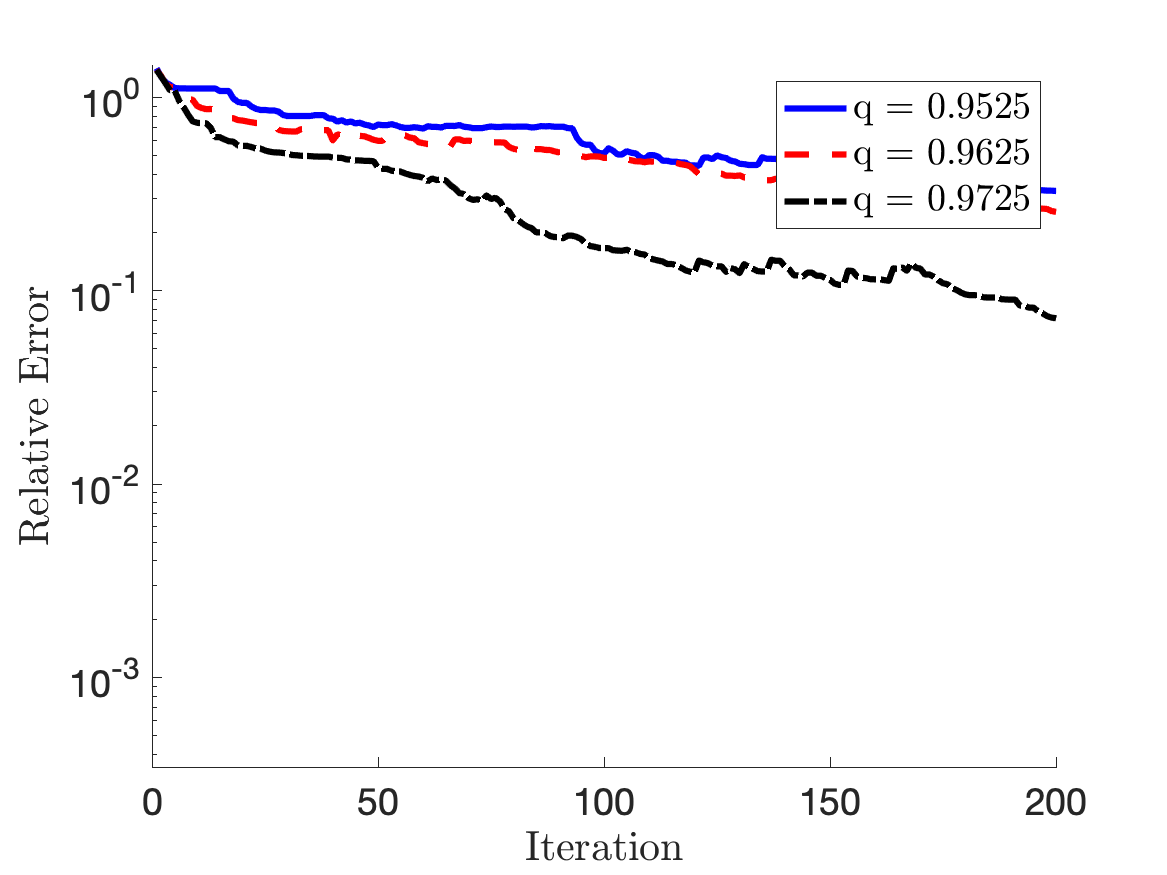 10^0
10^-1
10^-2
10^-3
Relative Error
q = 0.9525
q = 0.9625
q = 0.9725
0 50 100 150 200
Iteration